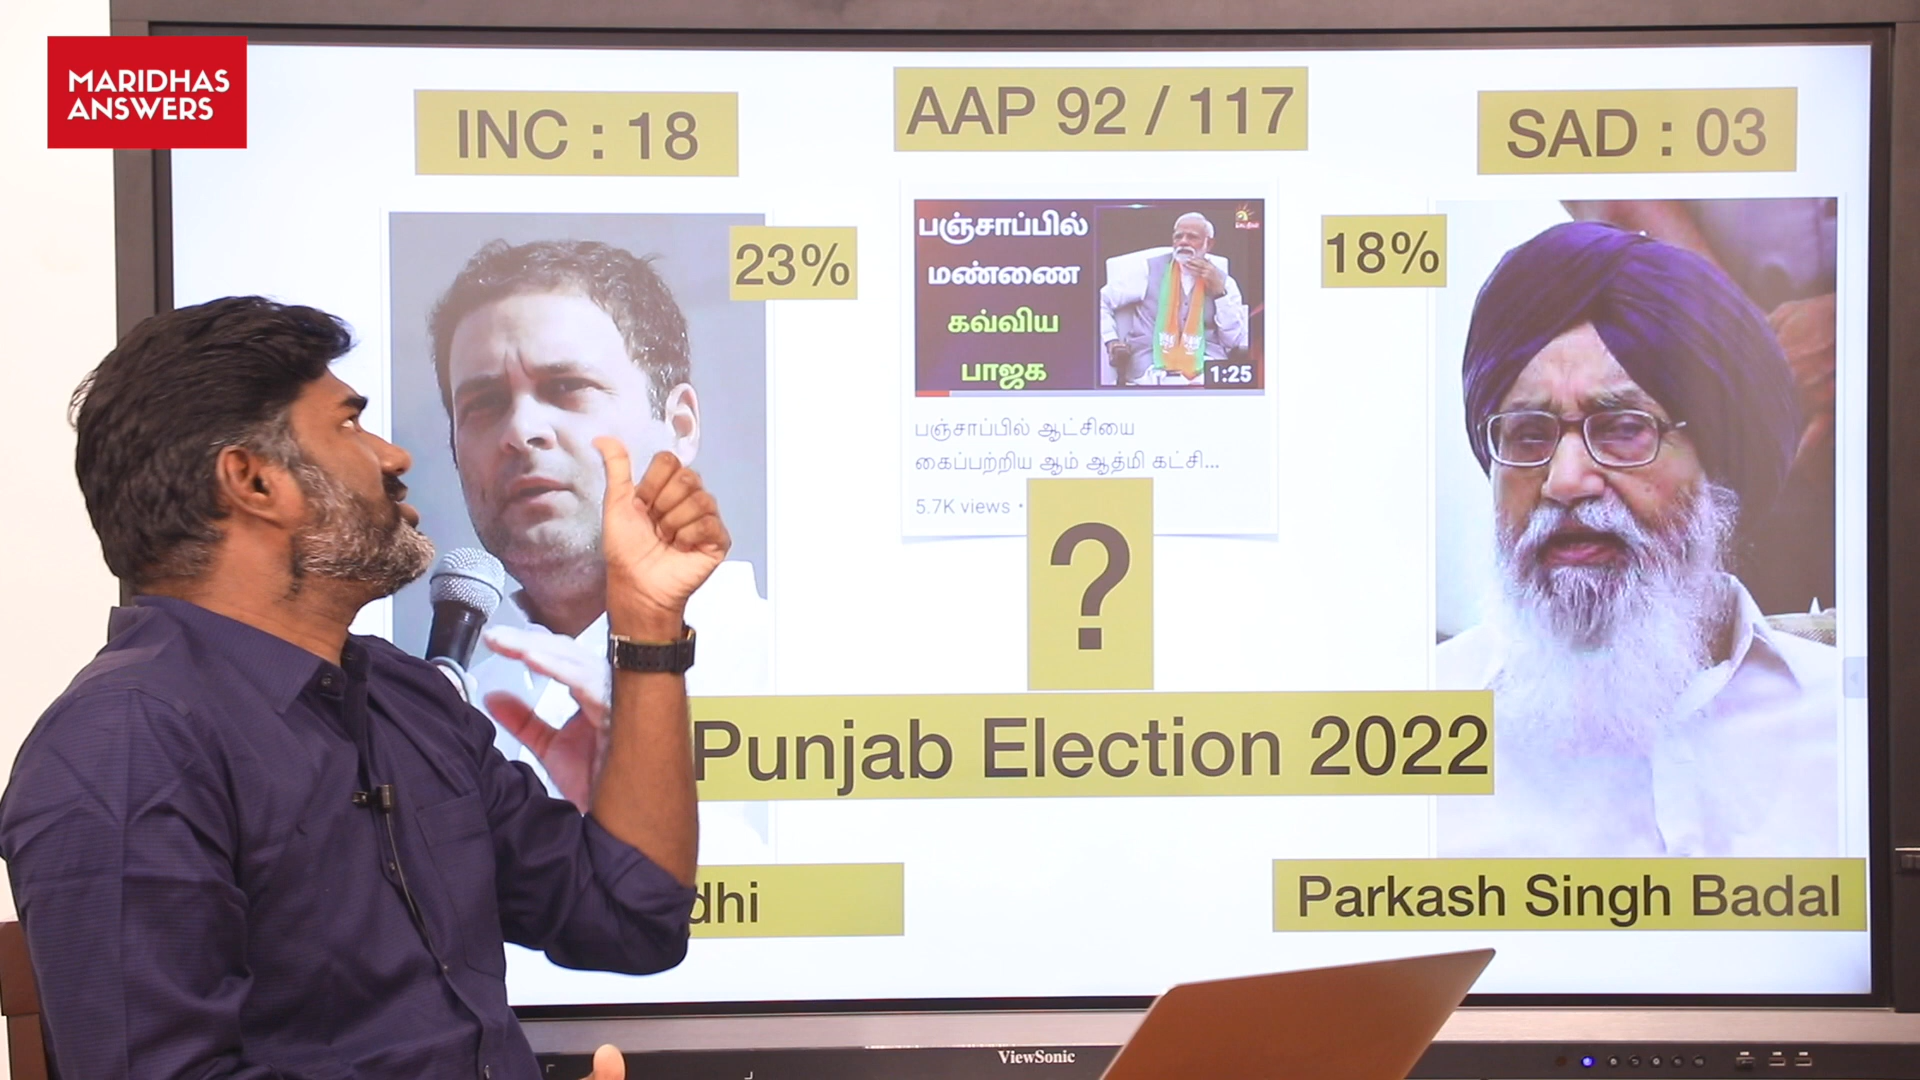 MARIDHAS
ANSWERS
INC : 18
AAP 92 / 117
SAD : 03
23%
18%
பஞ்சாப்பில்
மண்ணை
கவ்விய
பாஜக
1:25
பஞ்சாப்பில் ஆட்சியை
கைப்பற்றிய ஆம் ஆத்மி கட்சி...
5.7K views •
?
Punjab Election 2022
dhi
Parkash Singh Badal
ViewSonic